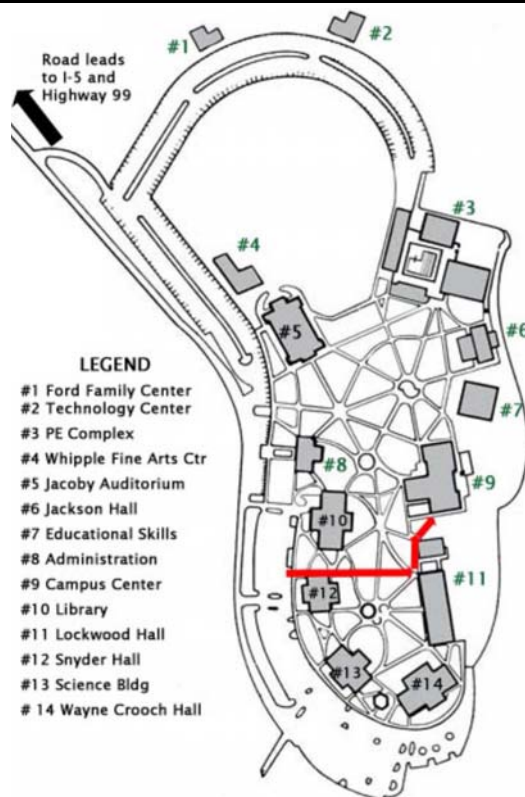 #1
#2
Road leads
to I-5 and
Highway 99
#3
#4
#5
#6
#7
#8
#9
#10
#11
#12
#13
#14
LEGEND
#1 Ford Family Center
#2 Technology Center
#3 PE Complex
#4 Whipple Fine Arts Ctr
#5 Jacoby Auditorium
#6 Jackson Hall
#7 Educational Skills
#8 Administration
#9 Campus Center
#10 Library
#11 Lockwood Hall
#12 Snyder Hall
#13 Science Bldg
# 14 Wayne Crooch Hall